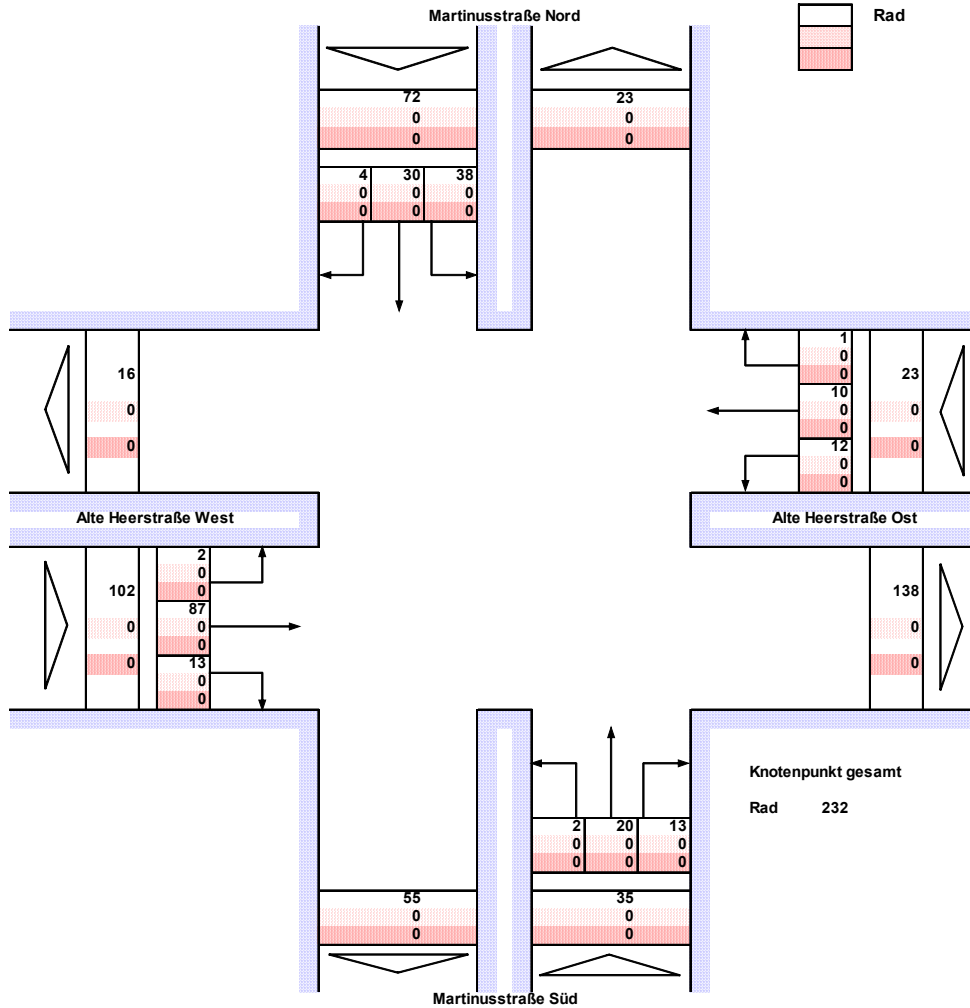 Martinusstraße Nord
Rad
72 23
0 0
0 0
4 30 38
0 0 0
0 0 0
1
0
16 0 23
10
0 0 0
0 0 0
12
0
0
Alte Heerstraße West Alte Heerstraße Ost
2
0
102 0 138
87
0 0 0
0 0 0
13
0
0
Knotenpunkt gesamt
Rad 232
2 20 13
0 0 0
0 0 0
55 35
0 0
0 0
Martinusstraße Süd